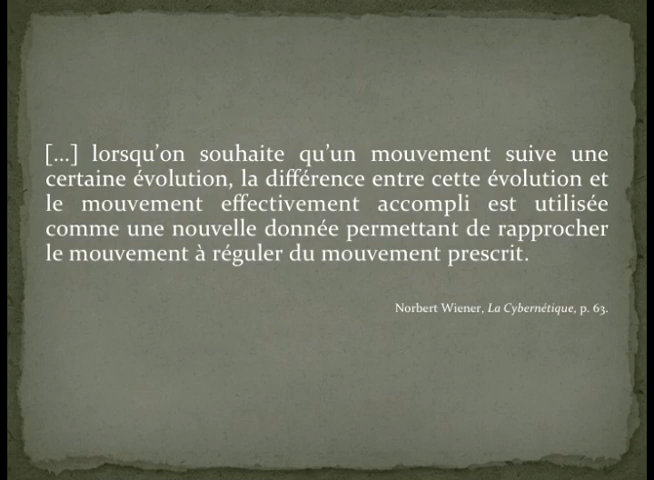 [...] lorsqu’on souhaite qu’un mouvement suive une
certaine évolution, la différence entre cette évolution et
le mouvement effectivement accompli est utilisée
comme une nouvelle donnée permettant de rapprocher
le mouvement à réguler du mouvement prescrit.
Norbert Wiener, La Cybernétique, p. 63.